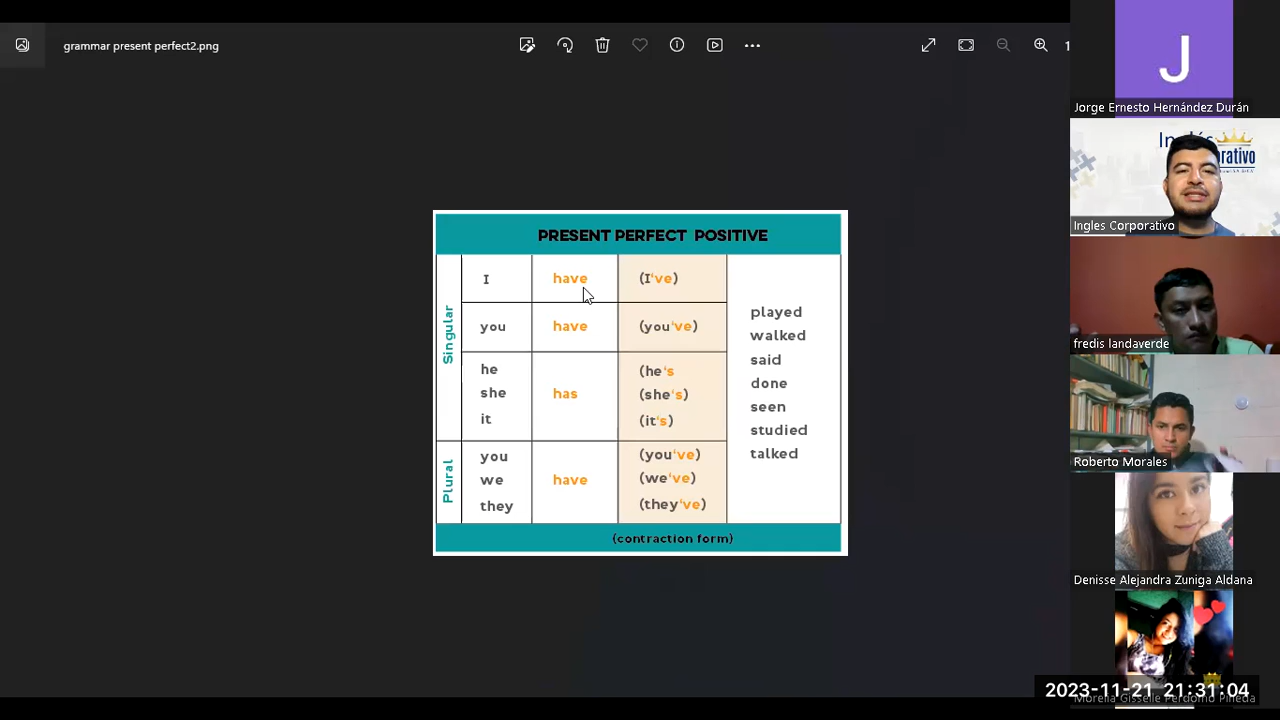 grammar present perfect2.png
1
J
Jorge Ernesto Hernández Durán
Inglés
orativo
Ingles Corporativo
fredis landaverde
Roberto Morales
Denisse Alejandra Zuniga Aldana
Morelia Gisselle Perdomo Pineda
2023-11-21 21:31:04
PRESENT PERFECT POSITIVE
Singular
I have (I've)
you have (you've)
he (he's
she has (she's)
it (it's)
Plural
you (you've)
we have (we've)
they (they've)
played
walked
said
done
seen
studied
talked
(contraction form)